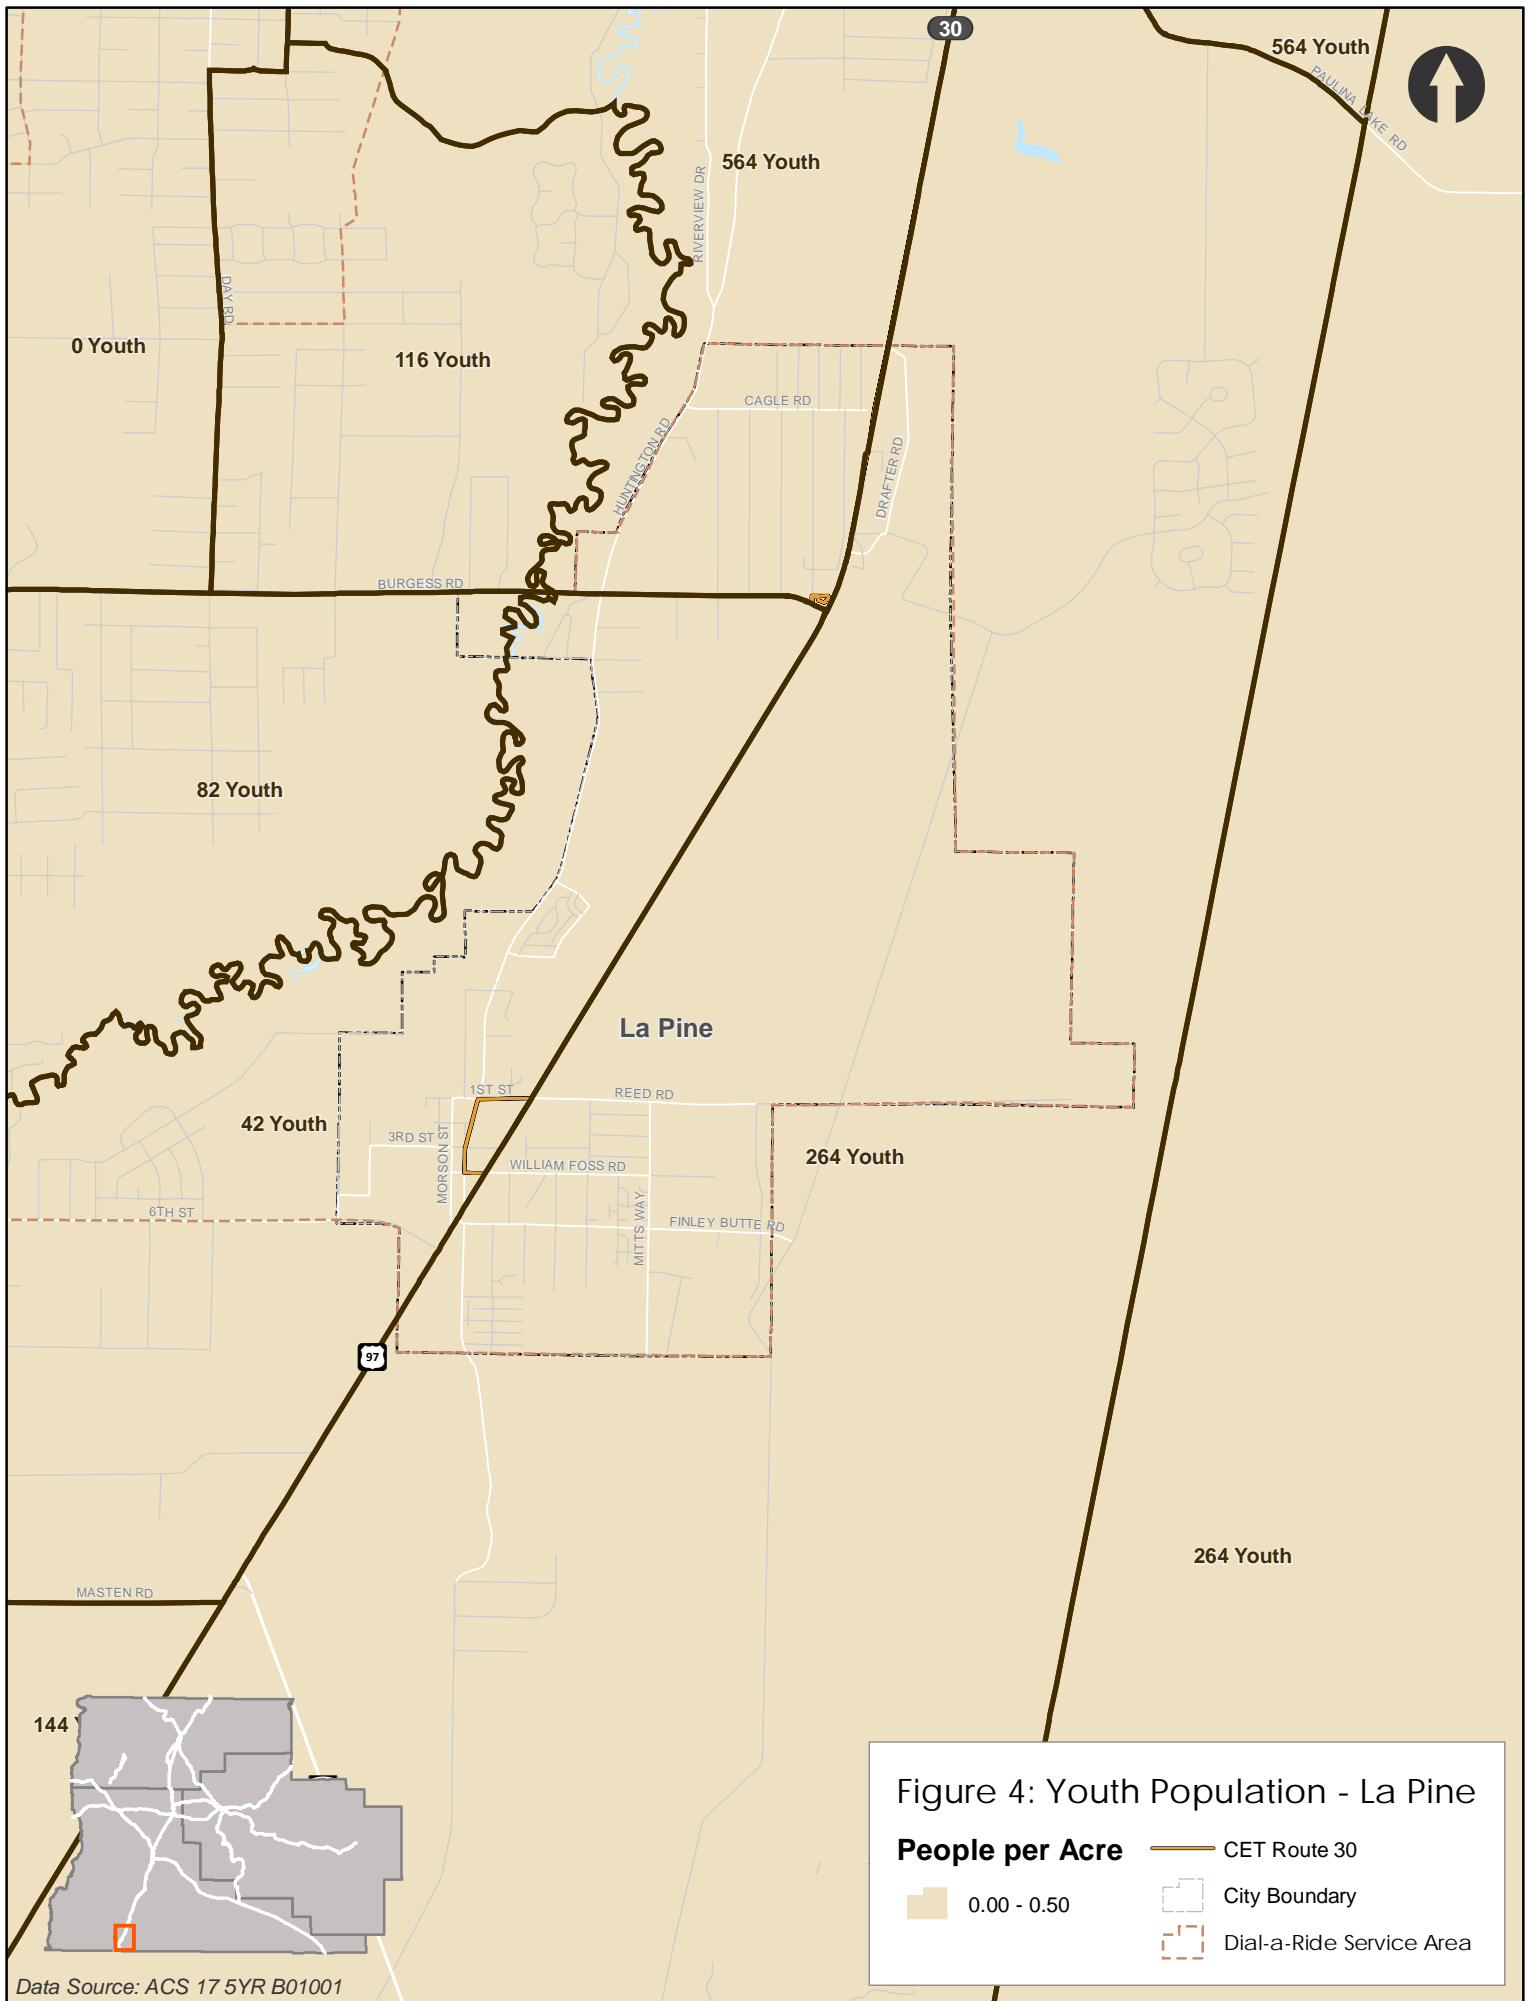 30
564 Youth
PAULINA LAKE RD
564 Youth
RIVERVIEW DR
DAY RD
0 Youth
116 Youth
CAGLE RD
HUNTINGTON RD
DRAFTER RD
BURGESS RD
82 Youth
La Pine
1ST ST
REED RD
42 Youth
3RD ST
MORSON ST
WILLIAM FOSS RD
264 Youth
6TH ST
MITTS WAY
FINLEY BUTTE RD
97
264 Youth
MASTEN RD
144
Figure 4: Youth Population - La Pine
People per Acre
0.00 - 0.50
CET Route 30
City Boundary
Dial-a-Ride Service Area
Data Source: ACS 17 5YR B01001